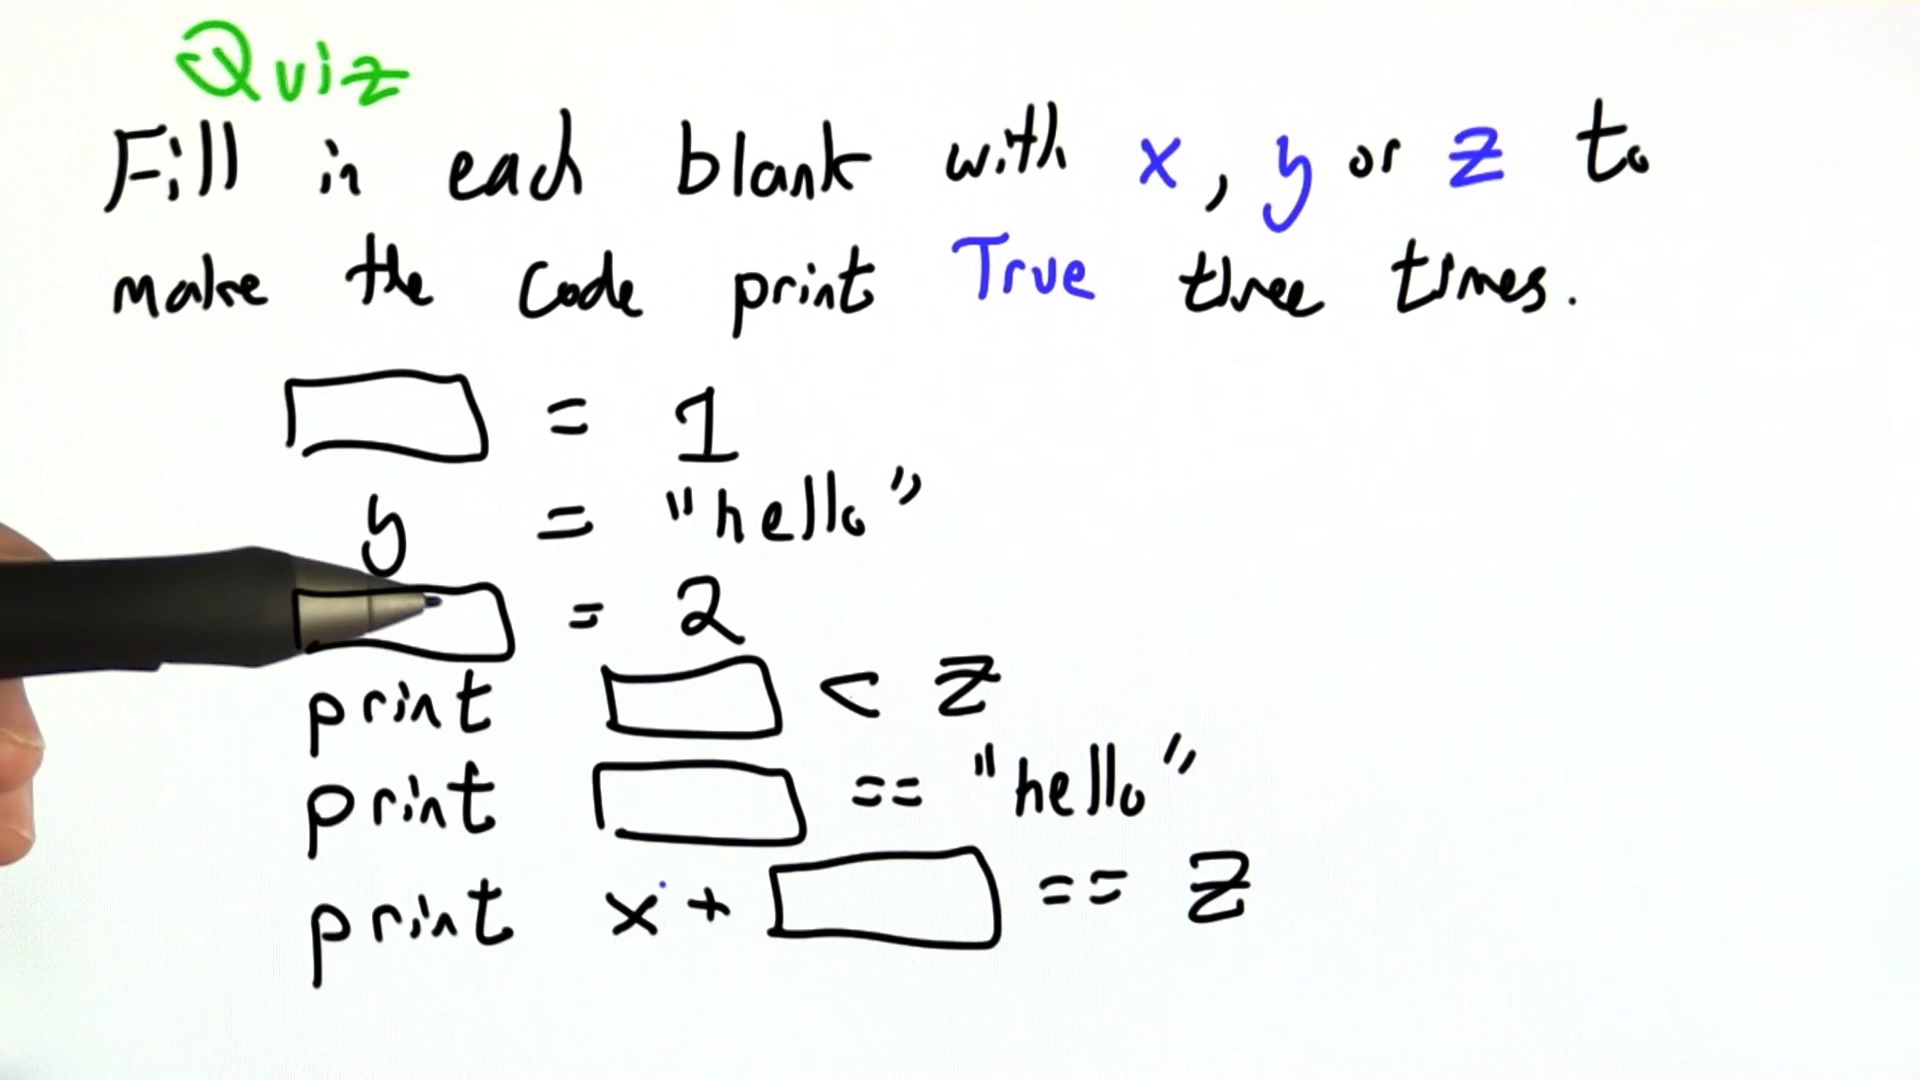 Quiz
Fill in each blank with x, y or z to
make the code print True three times.
= 1
y = "hello"
= 2
print < z
print == "hello"
print x + == z